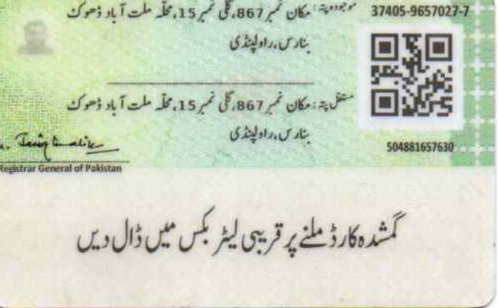 موجودہ پتہ: مکان نمبر 867، گلی نمبر 15، محلّہ ملت آباد ڈھوک 37405-9657027-7
بنارس، راولپنڈی
مستقل پتہ: مکان نمبر 867، گلی نمبر 15، محلّہ ملت آباد ڈھوک
بنارس، راولپنڈی
504881657630
Registrar General of Pakistan
گمشدہ کارڈ ملنے پر قریبی لیٹر بکس میں ڈال دیں